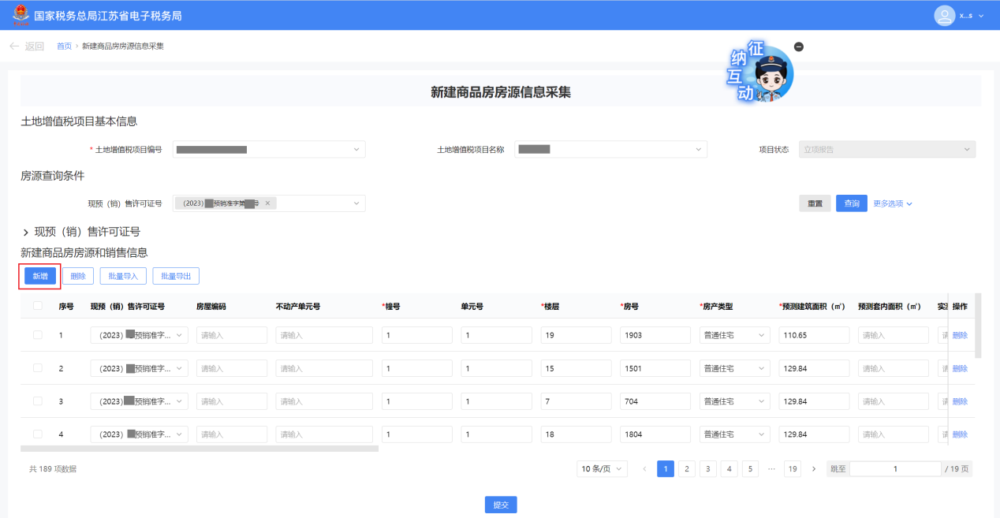 国家税务总局江苏省电子税务局
x...s
返回 首页 › 新建商品房房源信息采集
征
纳
互
动
新建商品房房源信息采集
土地增值税项目基本信息
* 土地增值税项目编号 土地增值税项目名称 项目状态 立项报告
房源查询条件
现预（销）售许可证号 （2023） 预销准字第 号 × 重置 查询 更多选项
现预（销）售许可证号
新建商品房房源和销售信息
新增 删除 批量导入 批量导出
序号 现预（销）售许可证号 房屋编码 不动产单元号 *幢号 单元号 *楼层 *房号 *房产类型 *预测建筑面积（㎡） 预测套内面积（㎡） 实 操作
1 （2023） 预销准字... 请输入 请输入 1 1 19 1903 普通住宅 110.65 请输入 请 删除
2 （2023） 预销准字... 请输入 请输入 1 1 15 1501 普通住宅 129.84 请输入 请 删除
3 （2023） 预销准字... 请输入 请输入 1 1 7 704 普通住宅 129.84 请输入 请 删除
4 （2023） 预销准字... 请输入 请输入 1 1 18 1804 普通住宅 129.84 请输入 请 删除
共 189 项数据 10 条/页 ‹ 1 2 3 4 5 ··· 19 › 跳至 1 / 19 页
提交